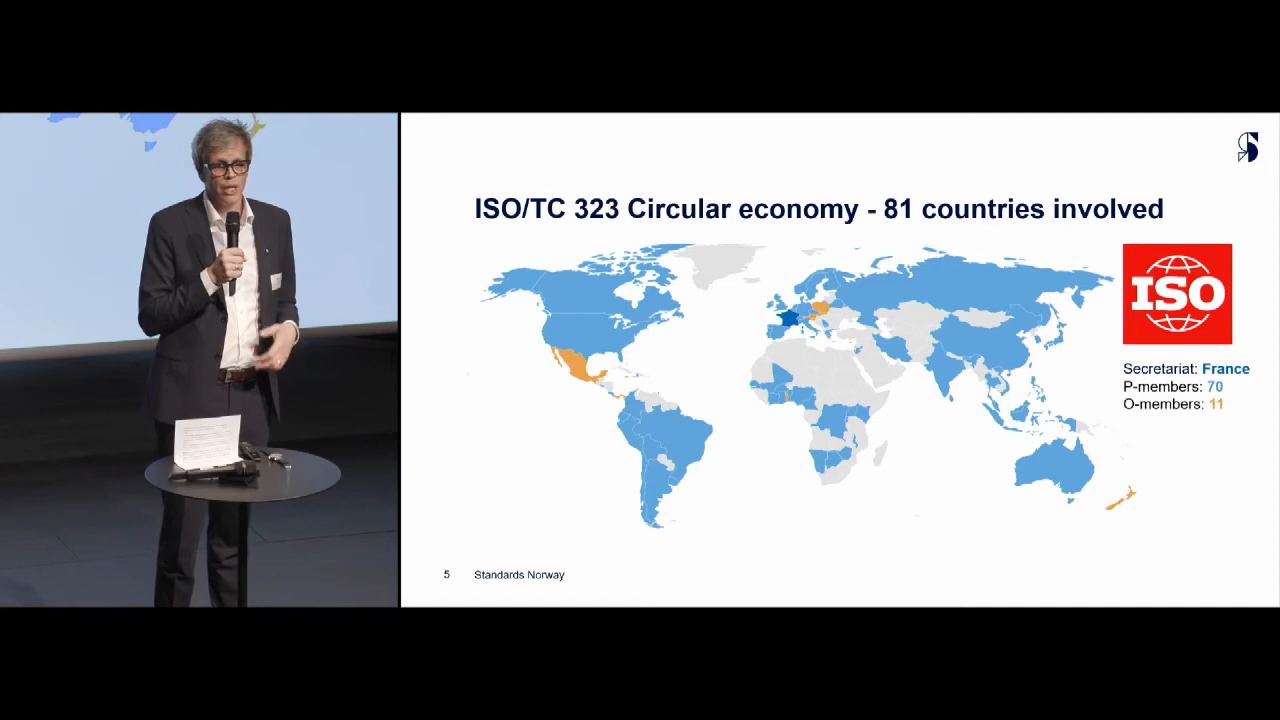 ISO/TC 323 Circular economy - 81 countries involved
ISO
Secretariat: France
P-members: 70
O-members: 11
5 Standards Norway